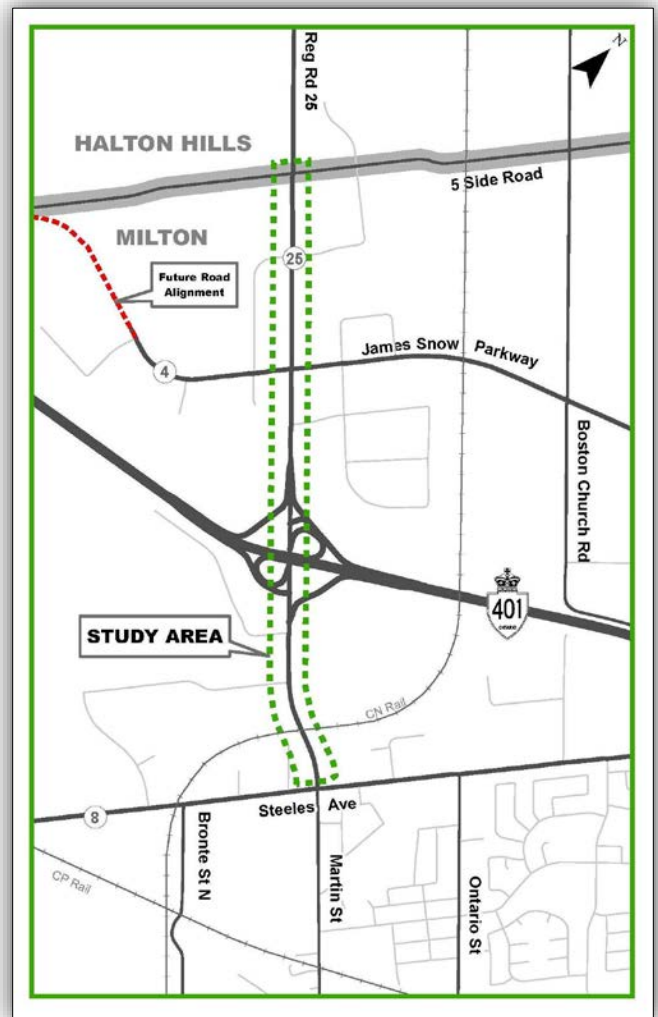 N
Reg Rd 25
HALTON HILLS
5 Side Road
MILTON
25
Future Road
Alignment
James Snow Parkway
4
Boston Church Rd
401
STUDY AREA
CN Rail
Steeles Ave
8
Bronte St N
Martin St
Ontario St
CP Rail